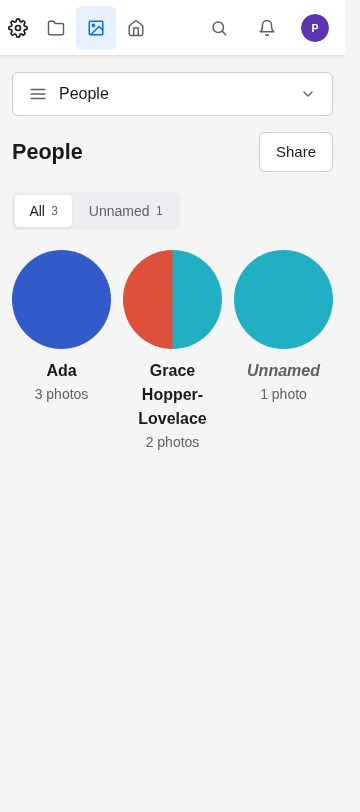 P
People
People
Share
All 3
Unnamed 1
Ada
3 photos
Grace
Hopper-
Lovelace
2 photos
Unnamed
1 photo